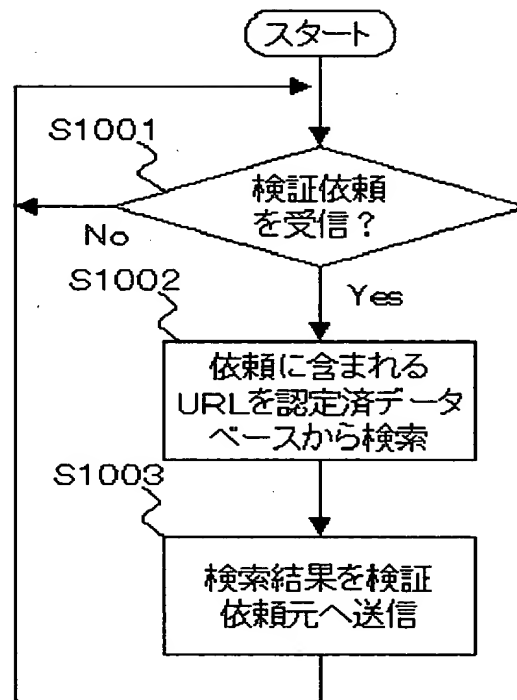 スタート
S1001
検証依頼
を受信？
No
Yes
S1002
依頼に含まれる
URLを認定済データ
ベースから検索
S1003
検索結果を検証
依頼元へ送信